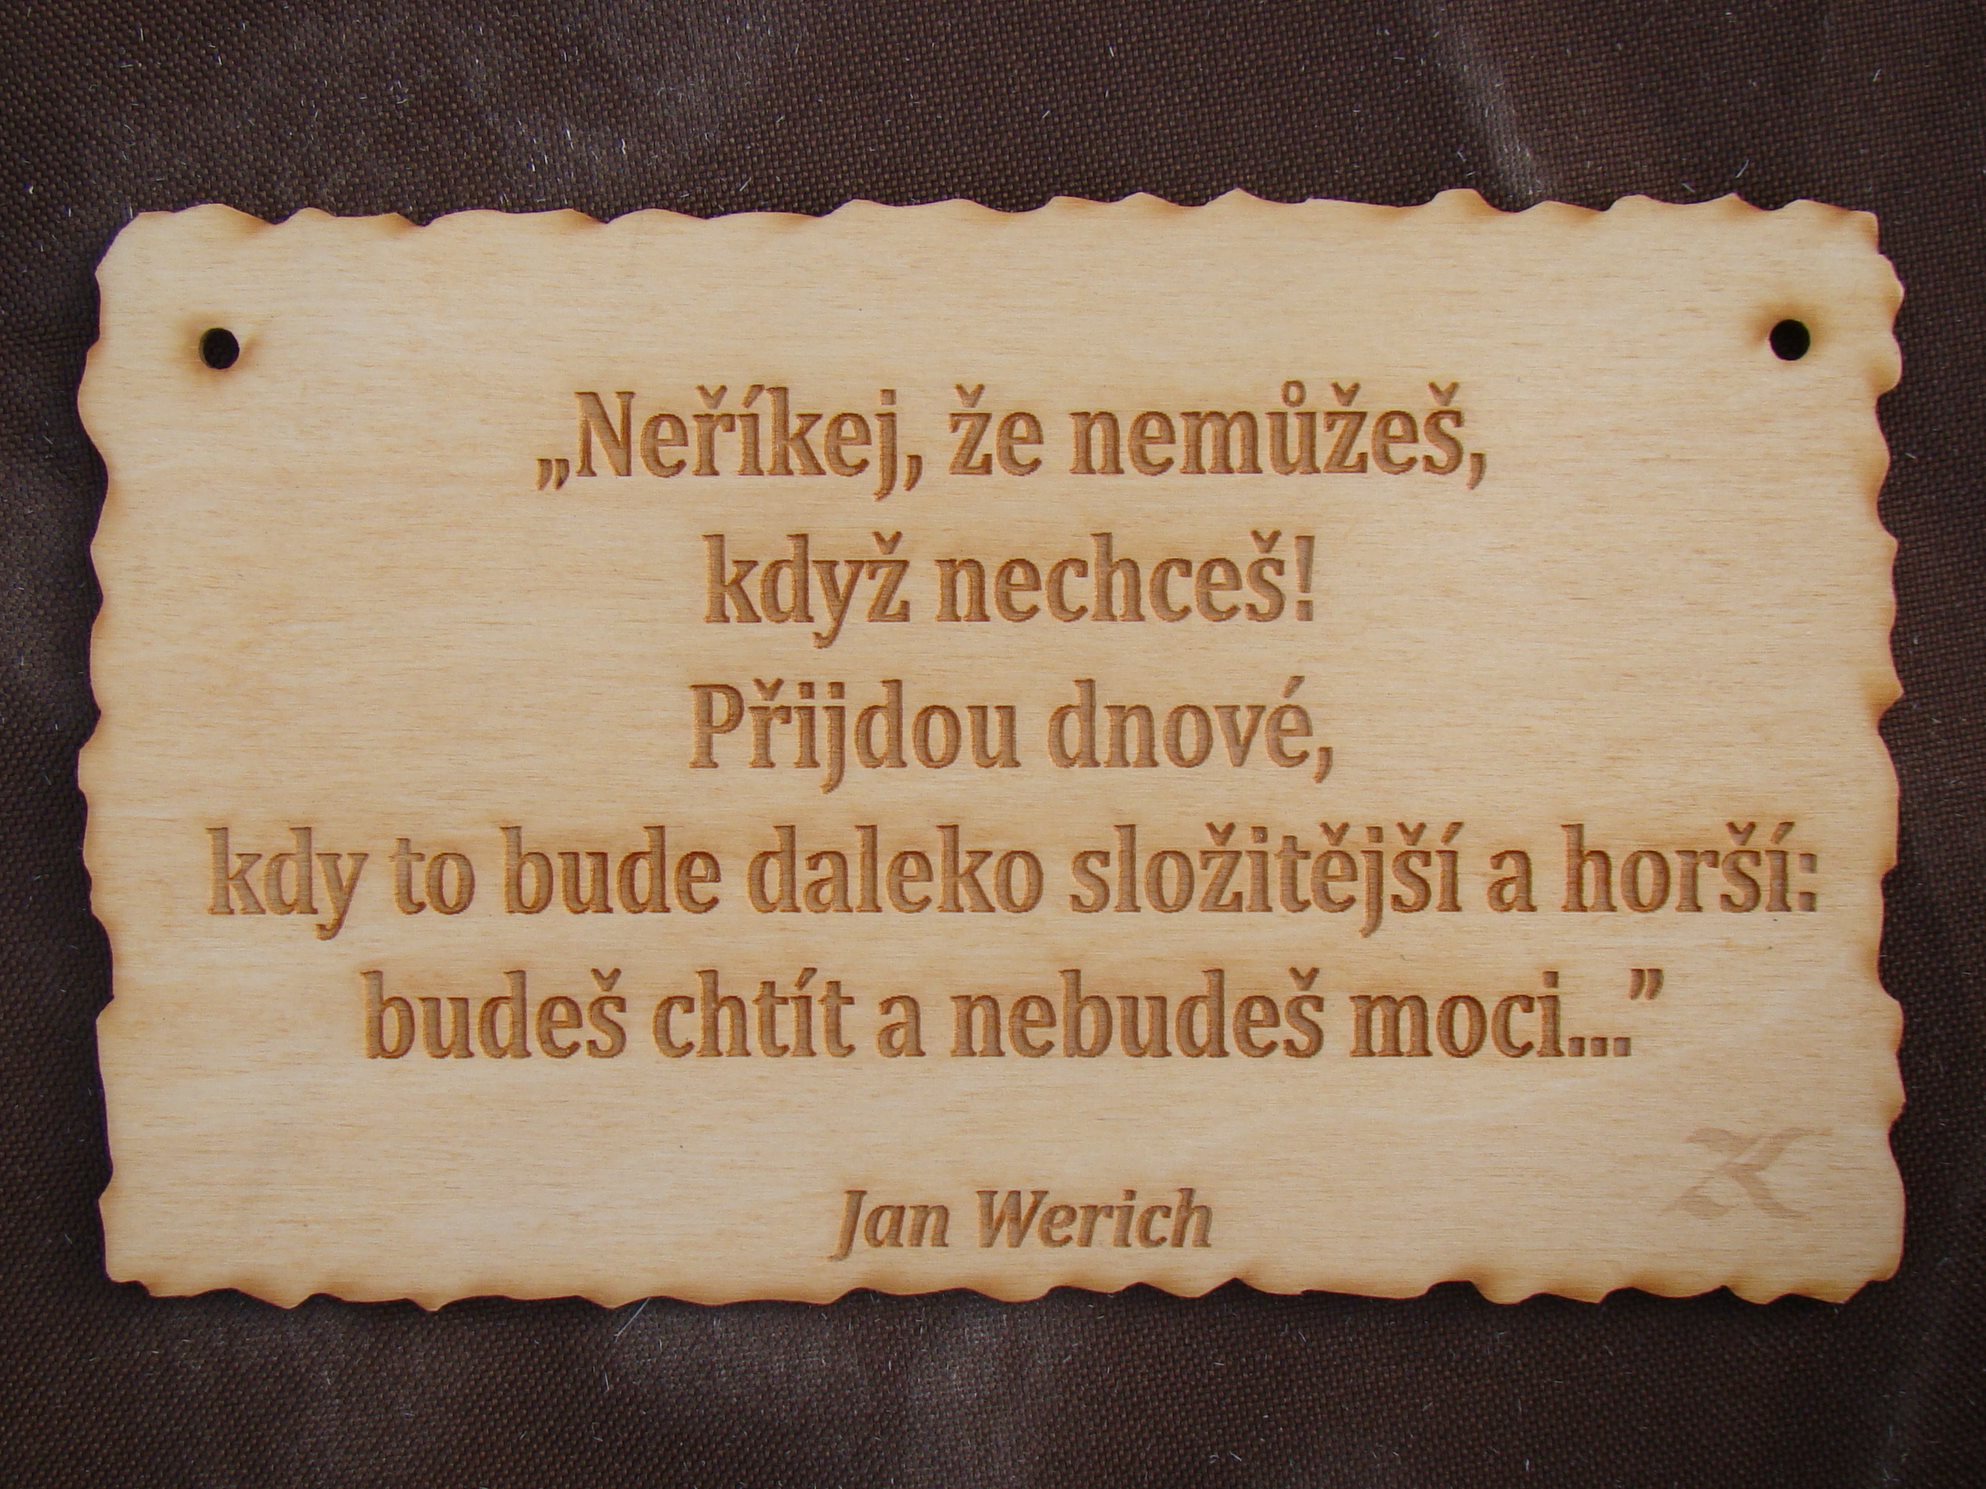 „Neříkej, že nemůžeš,
když nechceš!
Přijdou dnové,
kdy to bude daleko složitější a horší:
budeš chtít a nebudeš moci...”
K
Jan Werich